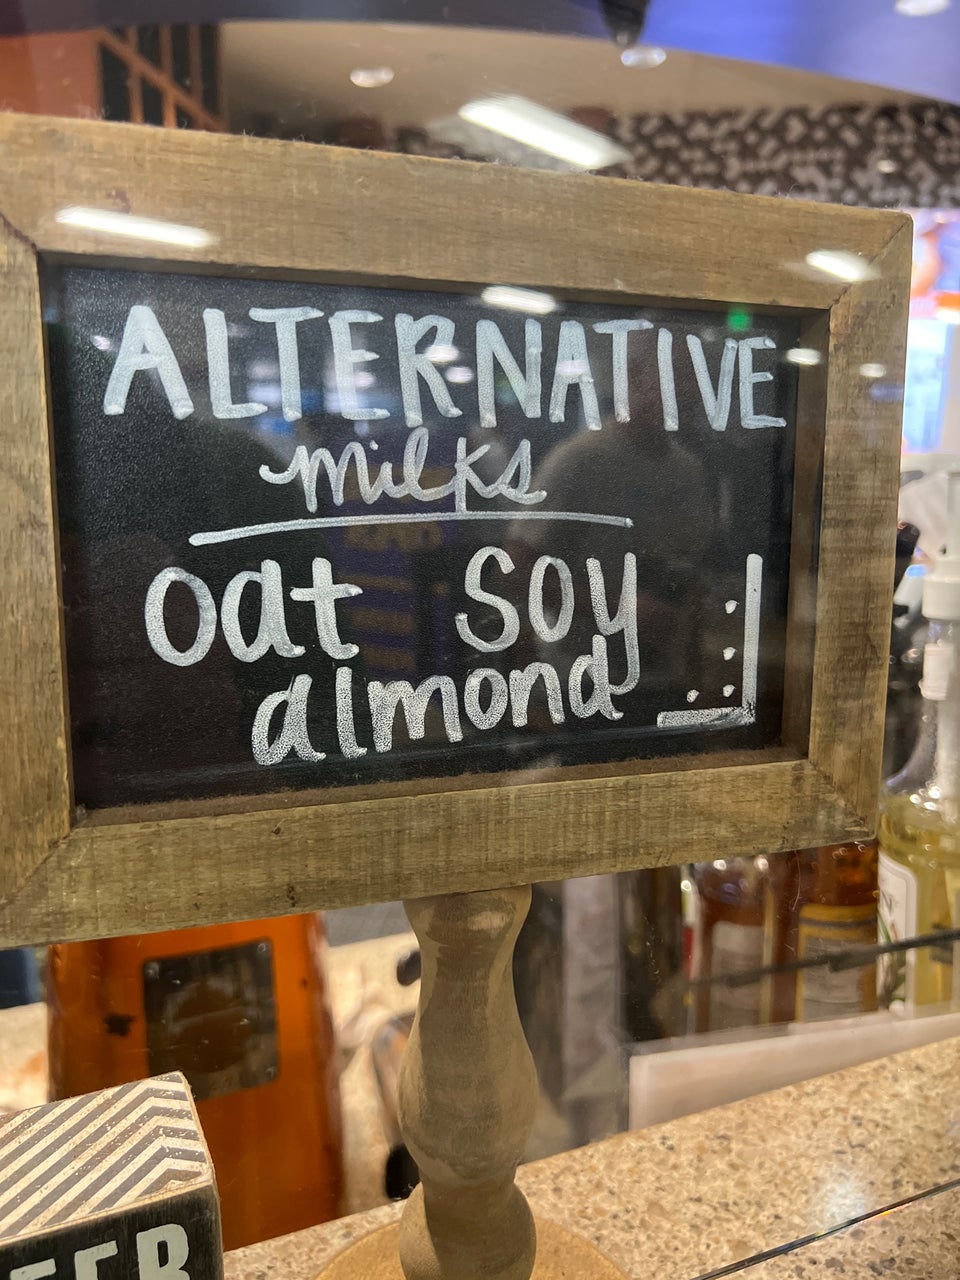 ALTERNATIVE
milks
oat soy
almond